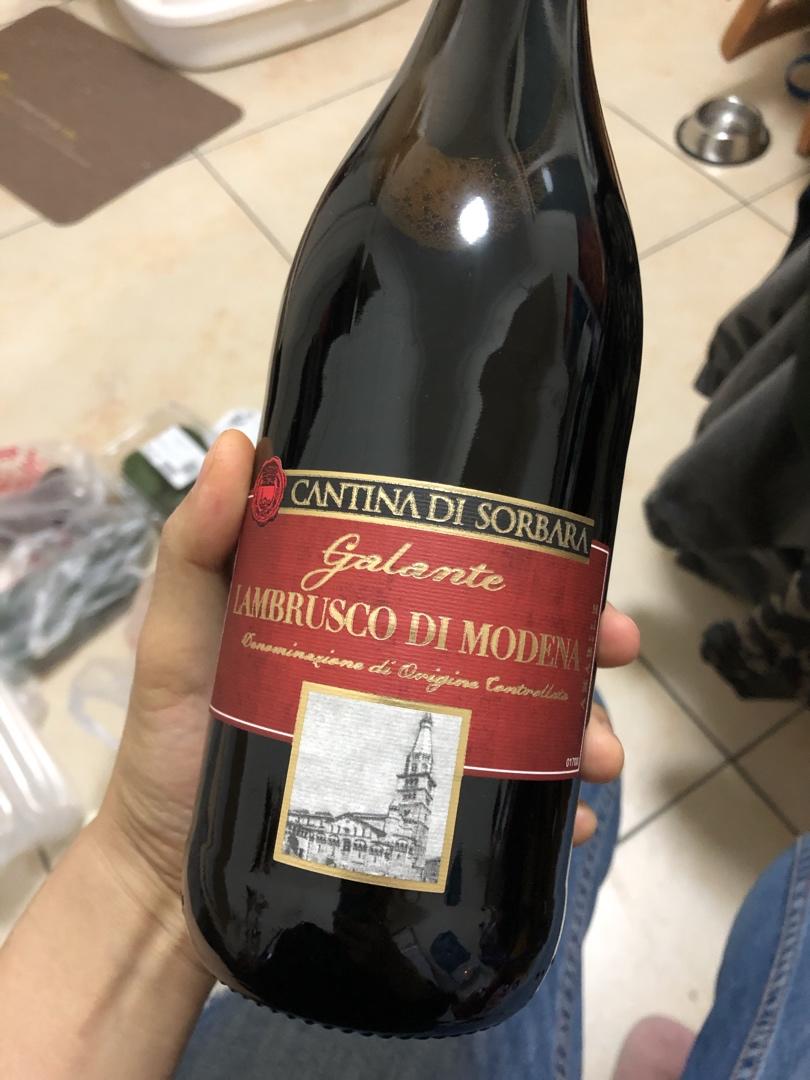 CANTINA DI SORBARA
Galante
LAMBRUSCO DI MODENA
Denominazione di Origine Controllata